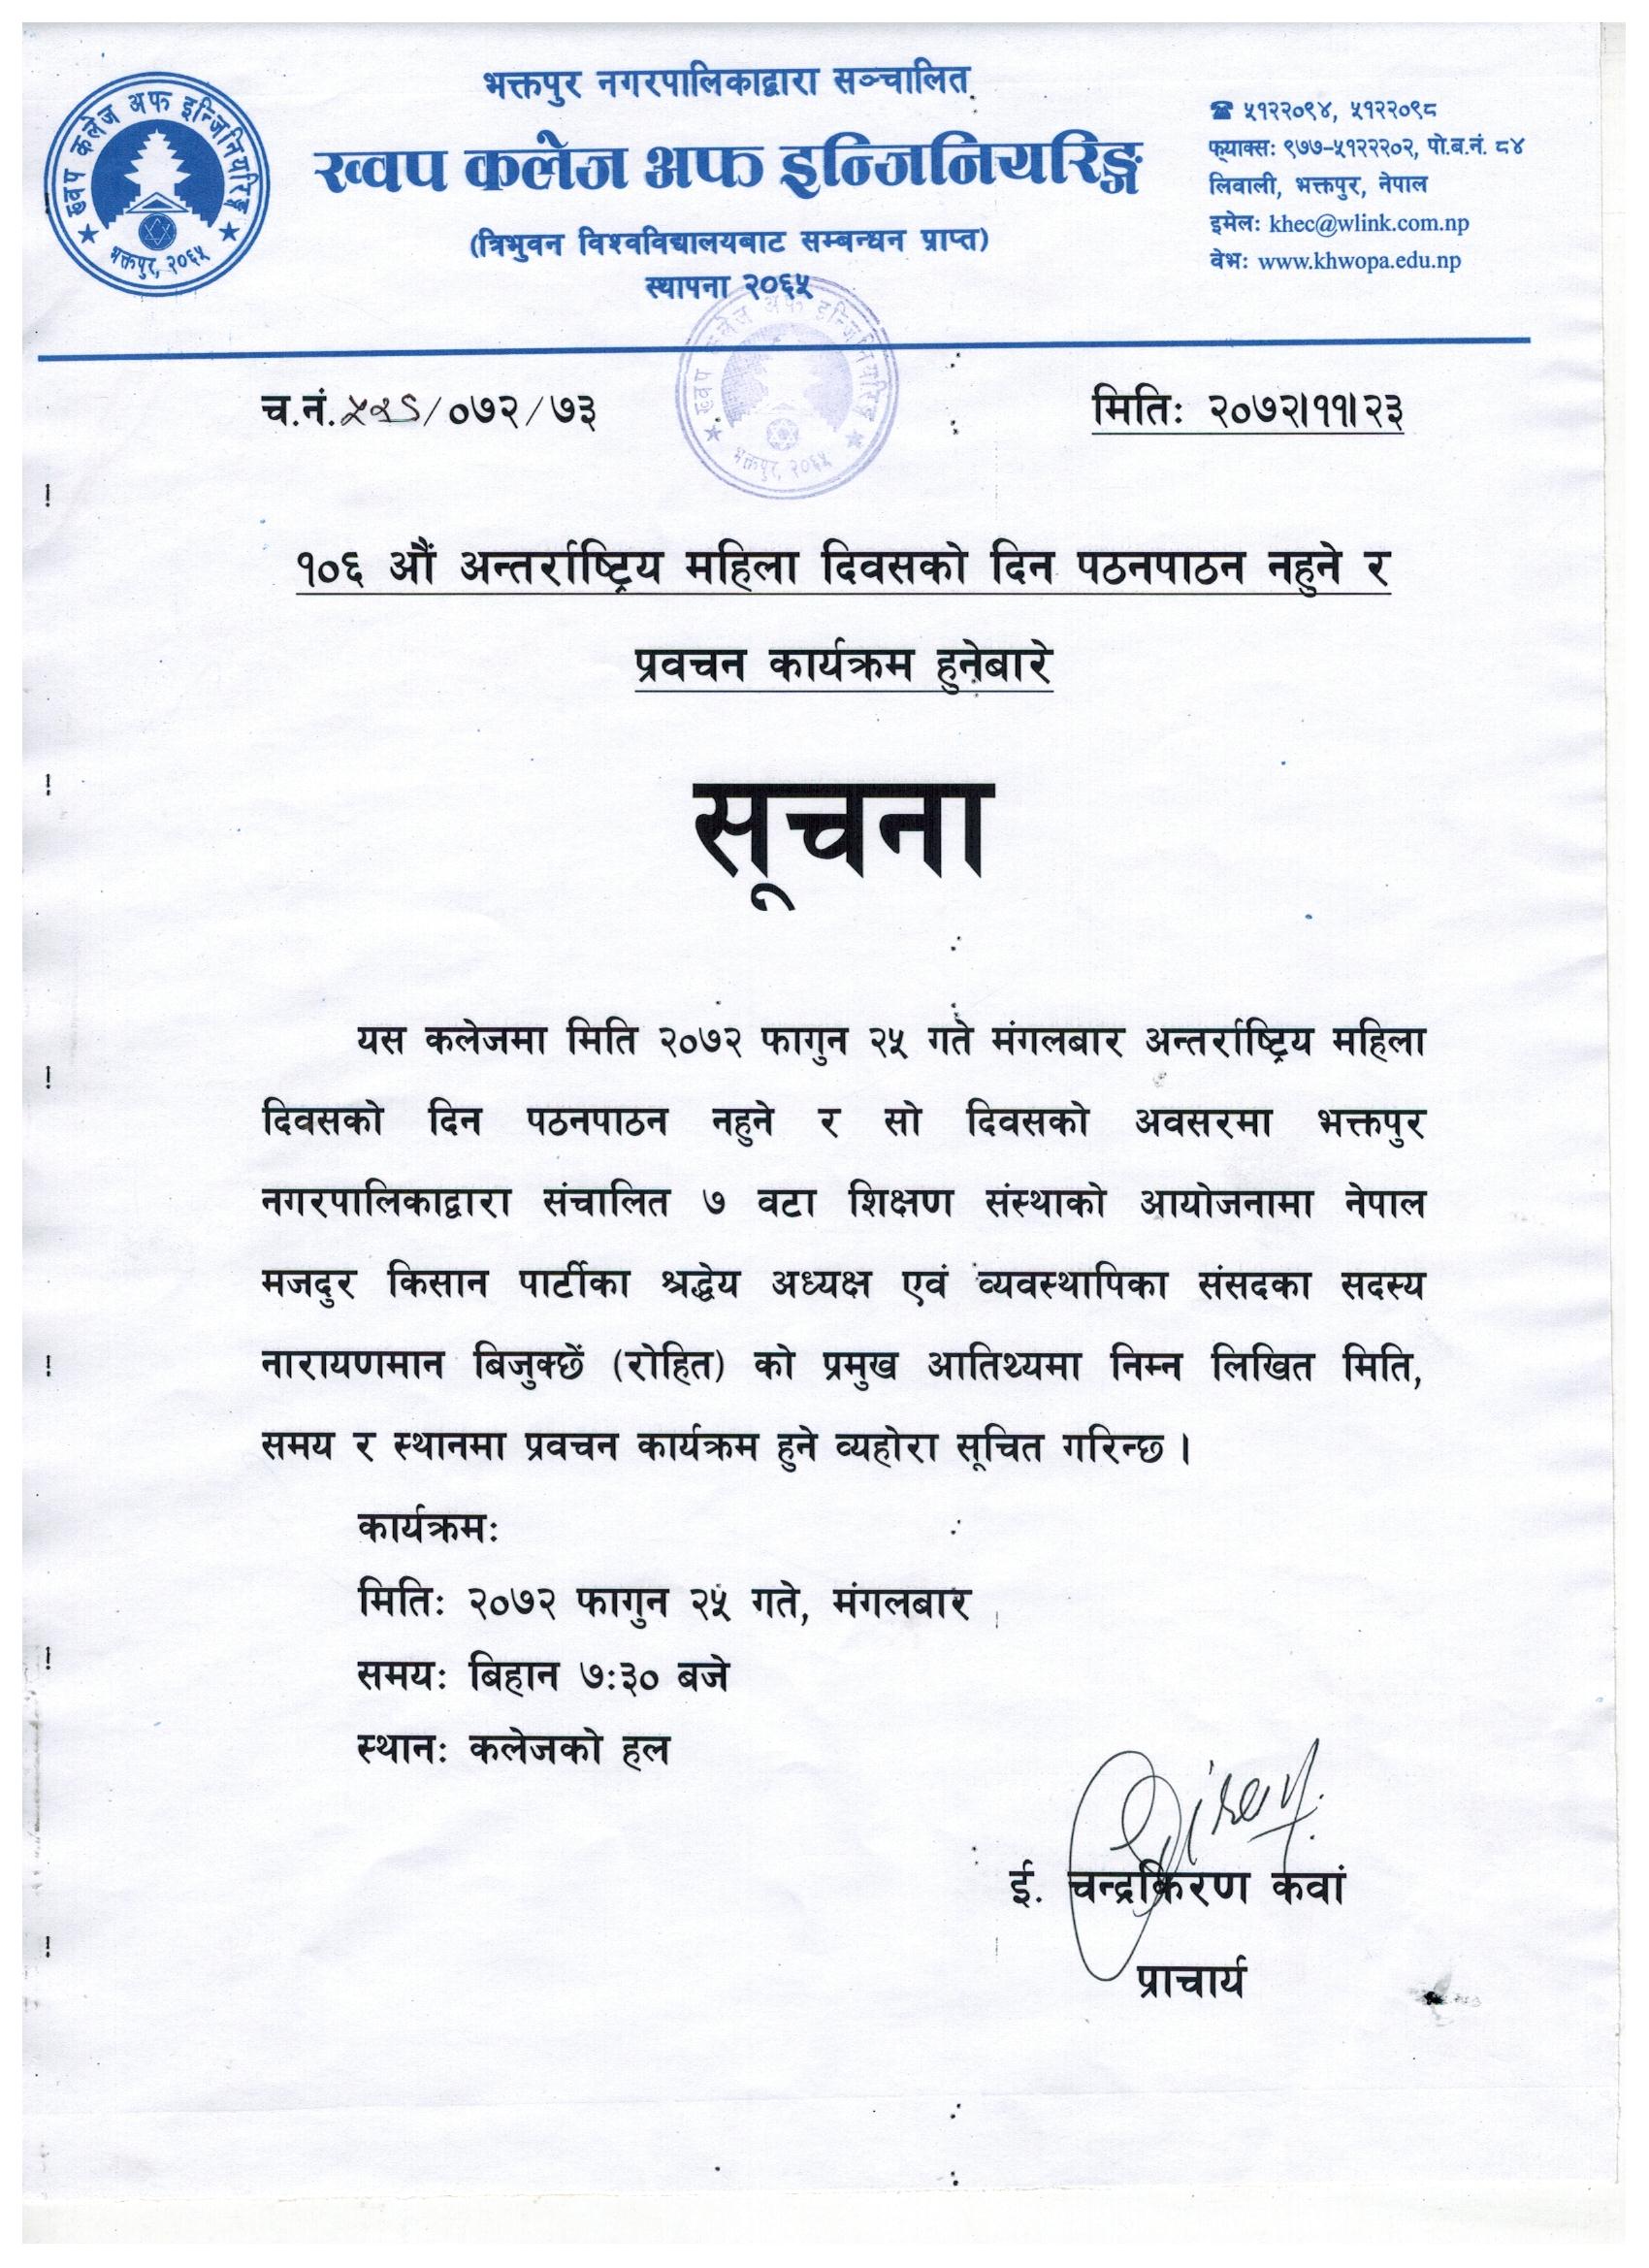 भक्तपुर नगरपालिकाद्वारा सञ्चालित
ख्वप कलेज अफ इन्जिनियरिङ्ग
(त्रिभुवन विश्वविद्यालयबाट सम्बन्धन प्राप्त)
स्थापना २०६५
ख्वप कलेज अफ इन्जिनियरिङ्ग
भक्तपुर, २०६५
☎ ५१२२०९४, ५१२२०९८
फ्याक्सः ९७७-५१२२२०२, पो.ब.नं. ८४
लिवाली, भक्तपुर, नेपाल
इमेलः khec@wlink.com.np
वेभः www.khwopa.edu.np
ख्वप कलेज अफ इन्जिनियरिङ्ग
भक्तपुर, २०६५
च.नं. /०७२/७३
मितिः २०७२।११।२३
१०६ औं अन्तर्राष्ट्रिय महिला दिवसको दिन पठनपाठन नहुने र
प्रवचन कार्यक्रम हुनेबारे
सूचना
यस कलेजमा मिति २०७२ फागुन २५ गते मंगलबार अन्तर्राष्ट्रिय महिला
दिवसको दिन पठनपाठन नहुने र सो दिवसको अवसरमा भक्तपुर
नगरपालिकाद्वारा संचालित ७ वटा शिक्षण संस्थाको आयोजनामा नेपाल
मजदुर किसान पार्टीका श्रद्धेय अध्यक्ष एवं व्यवस्थापिका संसदका सदस्य
नारायणमान बिजुक्छें (रोहित) को प्रमुख आतिथ्यमा निम्न लिखित मिति,
समय र स्थानमा प्रवचन कार्यक्रम हुने व्यहोरा सूचित गरिन्छ ।
कार्यक्रमः
मितिः २०७२ फागुन २५ गते, मंगलबार
समयः बिहान ७:३० बजे
स्थानः कलेजको हल
ई. चन्द्रकिरण कवां
प्राचार्य